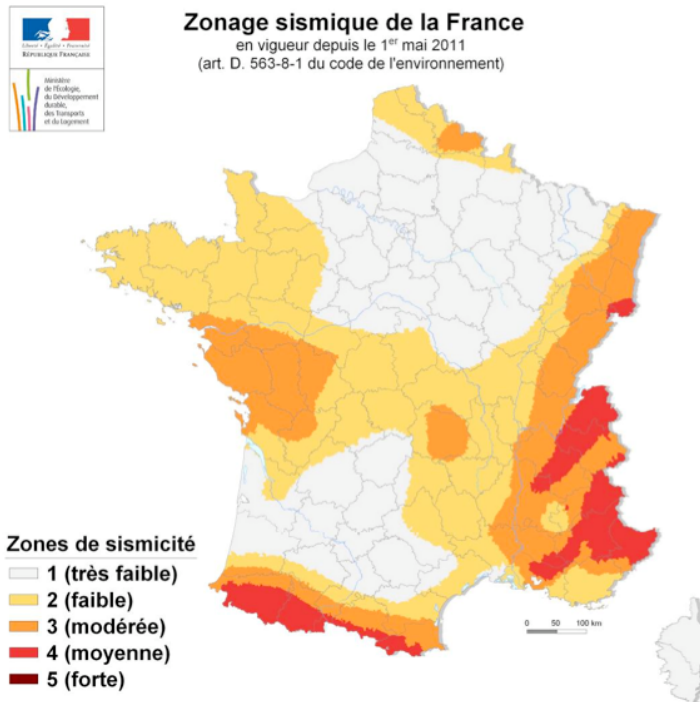 Zonage sismique de la France
en vigueur depuis le 1er mai 2011
(art. D. 563-8-1 du code de l'environnement)
Liberté • Égalité • Fraternité
RÉPUBLIQUE FRANÇAISE
Ministère
de l'Écologie,
du Développement
durable,
des Transports
et du Logement
Zones de sismicité
1 (très faible)
2 (faible)
3 (modérée)
4 (moyenne)
5 (forte)
0 50 100 km